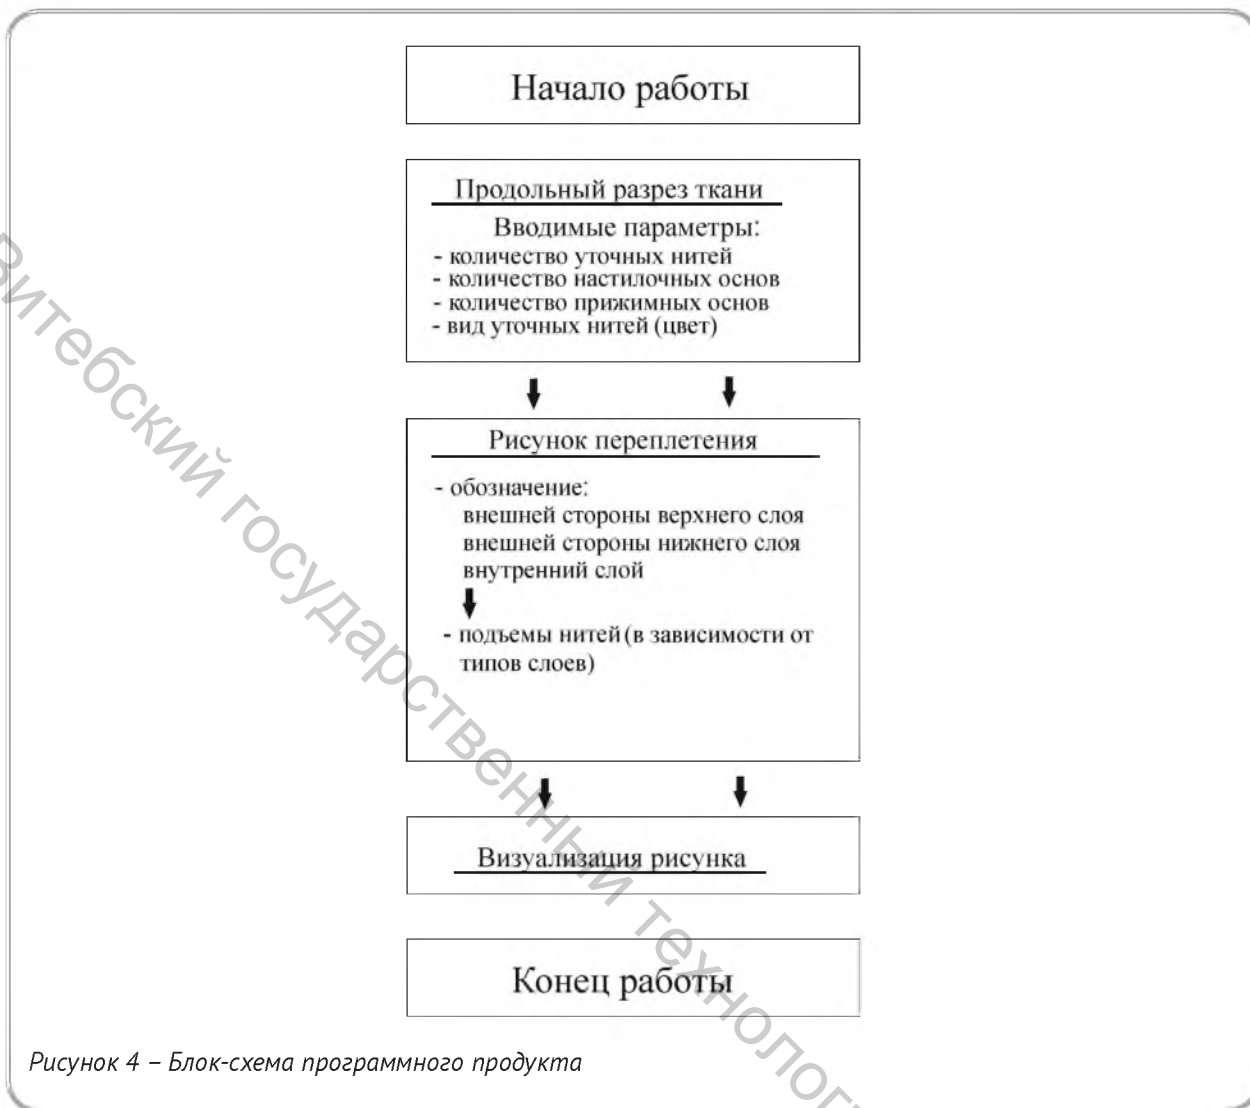 Начало работы
Продольный разрез ткани
Вводимые параметры:
- количество уточных нитей
- количество настилочных основ
- количество прижимных основ
- вид уточных нитей (цвет)
Рисунок переплетения
- обозначение:
внешней стороны верхнего слоя
внешней стороны нижнего слоя
внутренний слой
- подъемы нитей (в зависимости от
типов слоев)
Визуализация рисунка
Конец работы
Рисунок 4 – Блок-схема программного продукта
Витебский государственный технолог